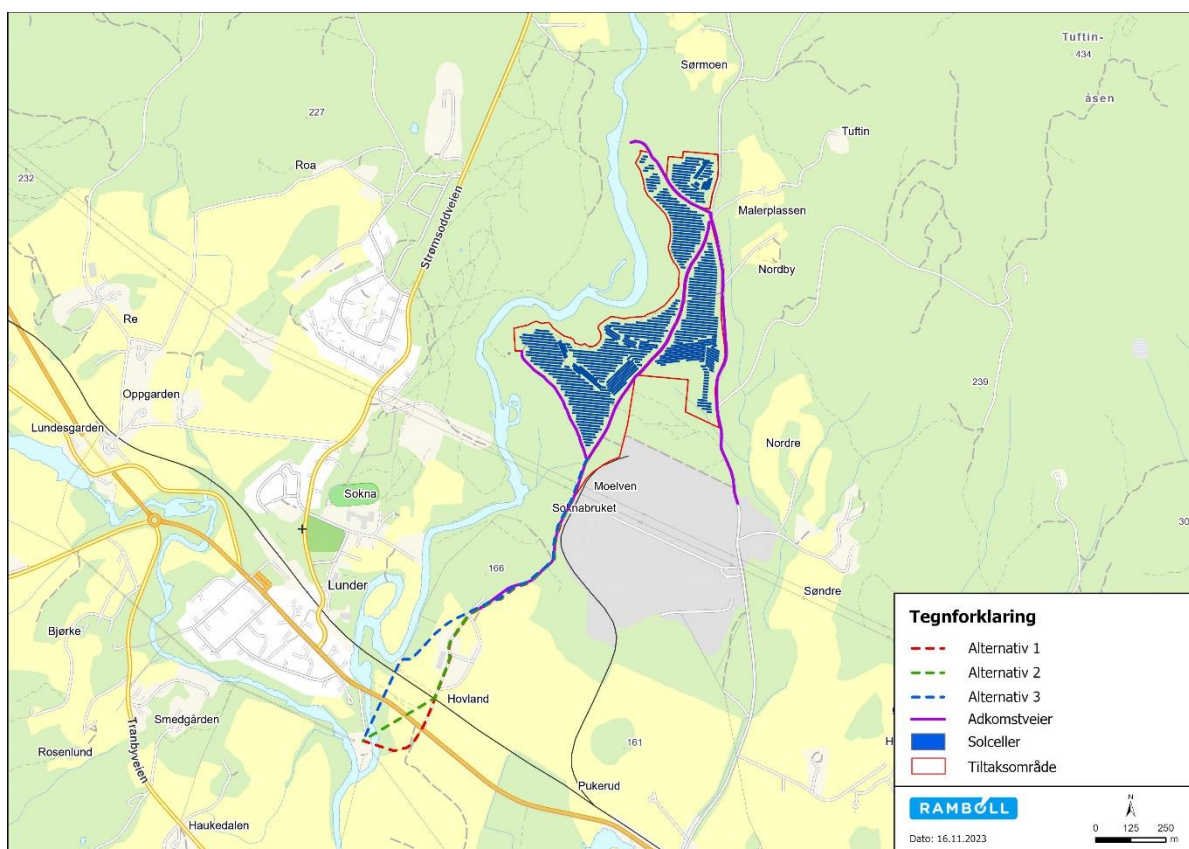 Tuftin-
434
åsen
Sørmoen
227
Tuftin
Roa
232
Strømsoddveien
Malerplassen
Nordby
Re
239
Oppgarden
Lundesgarden
Nordre
Moelven
Sokna
Soknabruket
30
166
Lunder
Søndre
Bjørke
Hovland
Smedgården
161
Rosenlund
Tranbyveien
H
Pukerud
Haukedalen
Tegnforklaring
Alternativ 1
Alternativ 2
Alternativ 3
Adkomstveier
Solceller
Tiltaksområde
RAMBOLL
N
0 125 250
m
Dato: 16.11.2023